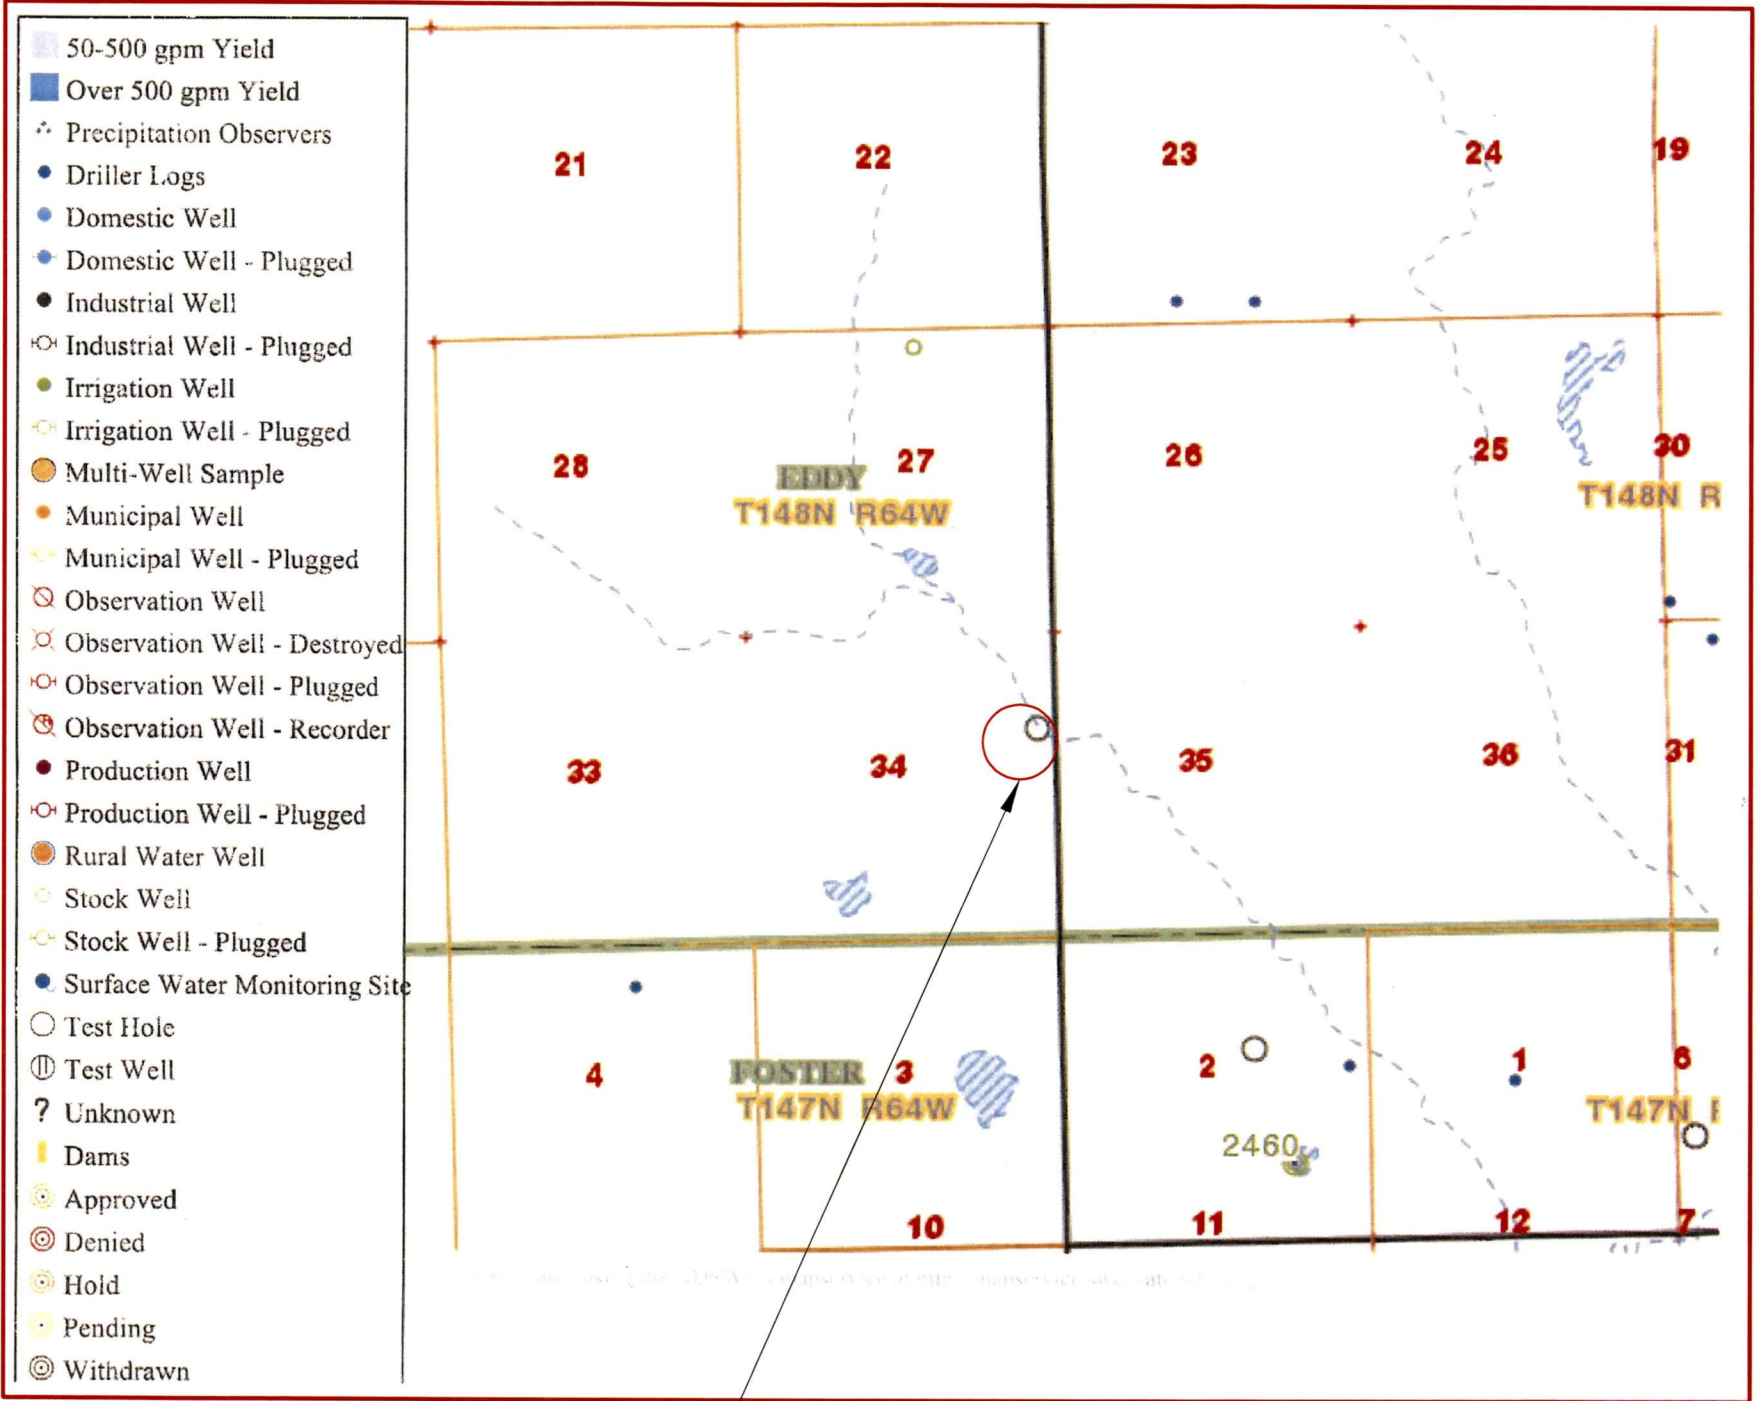 50-500 gpm Yield
Over 500 gpm Yield
Precipitation Observers
Driller Logs
Domestic Well
Domestic Well - Plugged
Industrial Well
Industrial Well - Plugged
Irrigation Well
Irrigation Well - Plugged
Multi-Well Sample
Municipal Well
Municipal Well - Plugged
Observation Well
Observation Well - Destroyed
Observation Well - Plugged
Observation Well - Recorder
Production Well
Production Well - Plugged
Rural Water Well
Stock Well
Stock Well - Plugged
Surface Water Monitoring Site
Test Hole
Test Well
? Unknown
Dams
Approved
Denied
Hold
Pending
Withdrawn
21 22 23 24 19
28 27 26 25 30
EDDY
T148N R64W
T148N R
33 34 35 36 31
4 3 2 1 6
FOSTER
T147N R64W
T147N
2460
10 11 12 7